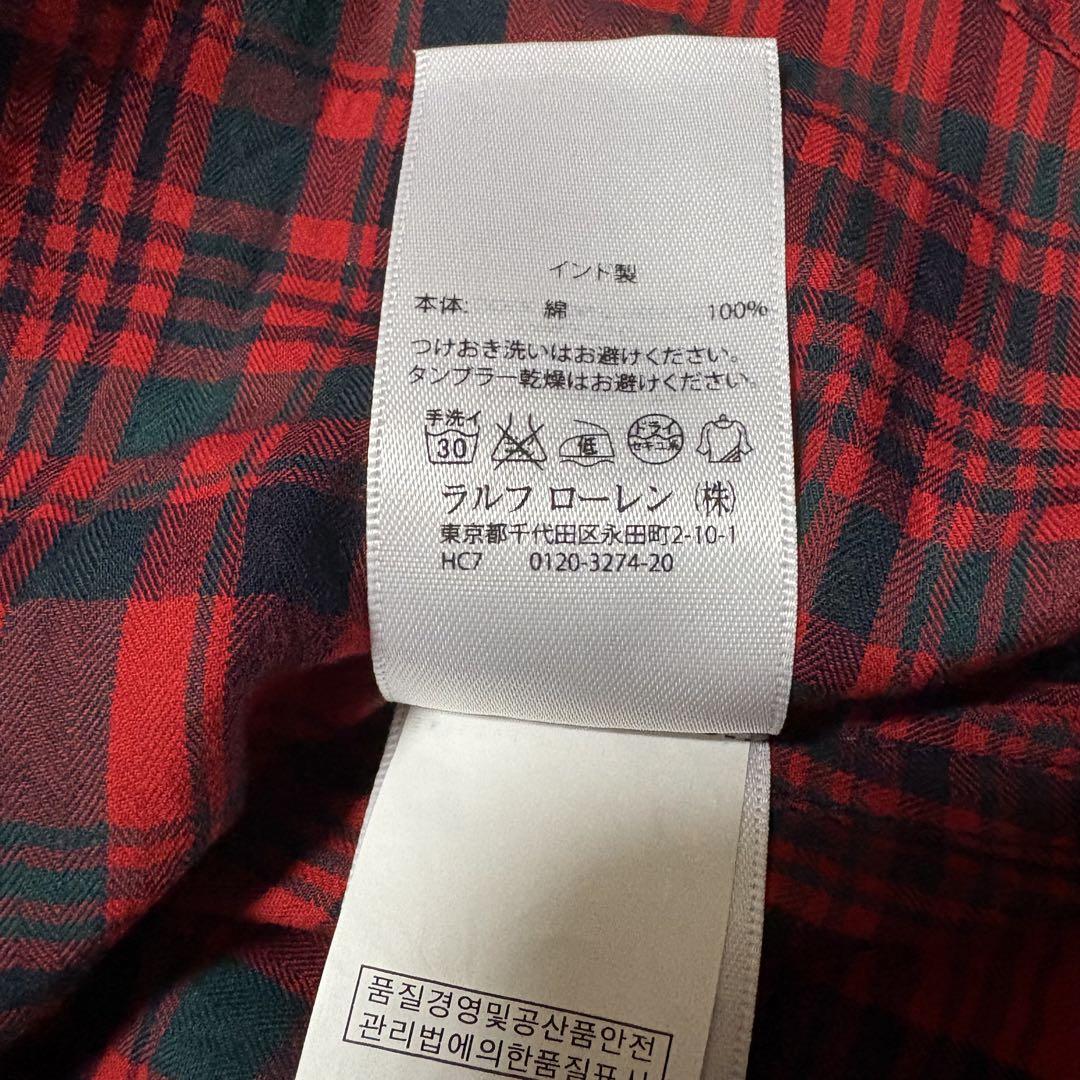 インド製
本体: 綿 100%
つけおき洗いはお避けください。
タンブラー乾燥はお避けください。
手洗イ
30 低 ドライ
ラルフ ローレン (株)
東京都千代田区永田町2-10-1
HC7 0120-3274-20
품질경영및공산품안전
관리법에의한품질표시